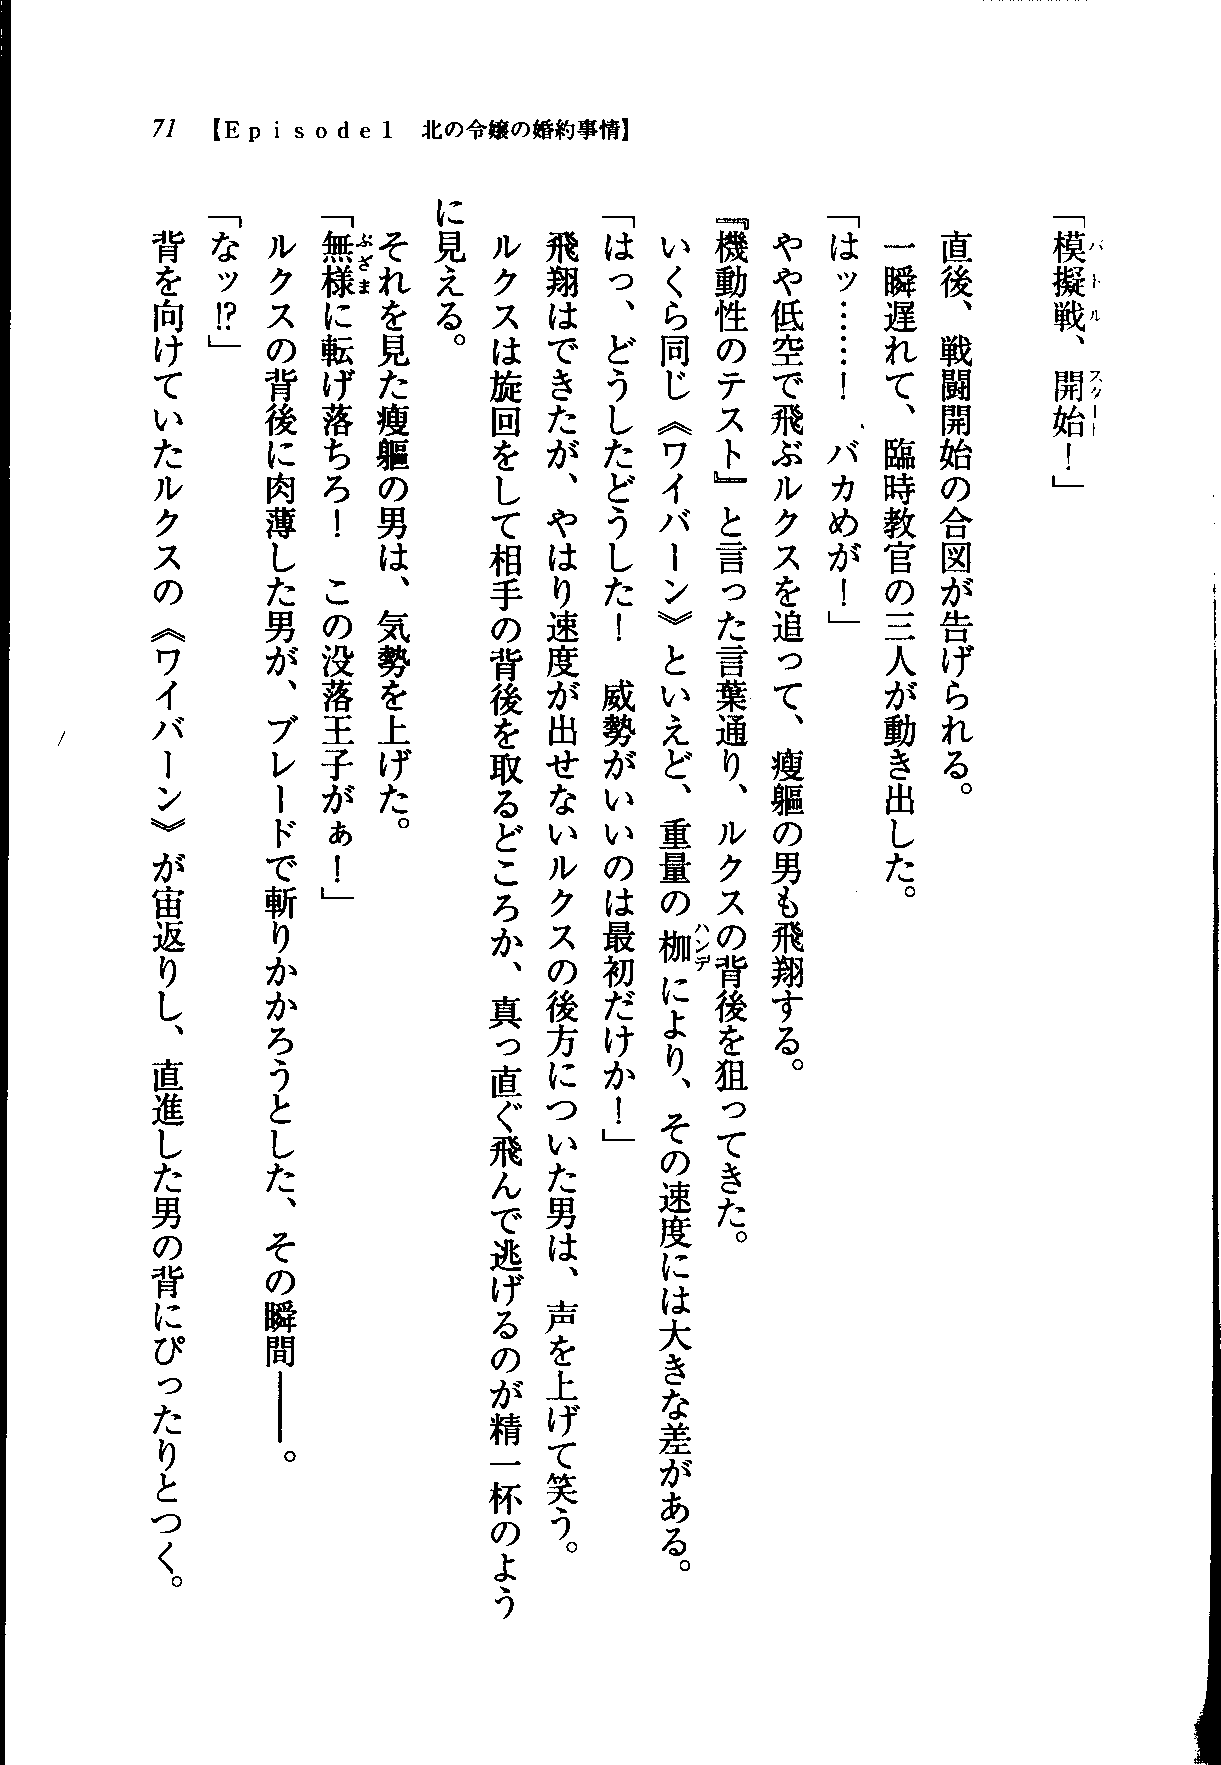 71 【Ｅｐｉｓｏｄｅ１　北の令嬢の婚約事情】
「模擬戦、開始！」
バトル　スタート
直後、戦闘開始の合図が告げられる。
一瞬遅れて、臨時教官の三人が動き出した。
「はッ……！　バカめが！」
やや低空で飛ぶルクスを追って、瘦軀の男も飛翔する。
『機動性のテスト』と言った言葉通り、ルクスの背後を狙ってきた。
いくら同じ《ワイバーン》といえど、重量の枷により、その速度には大きな差がある。
ハンデ
「はっ、どうしたどうした！　威勢がいいのは最初だけか！」
飛翔はできたが、やはり速度が出せないルクスの後方についた男は、声を上げて笑う。
ルクスは旋回をして相手の背後を取るどころか、真っ直ぐ飛んで逃げるのが精一杯のよう
に見える。
それを見た瘦軀の男は、気勢を上げた。
「無様に転げ落ちろ！　この没落王子がぁ！」
ぶざま
ルクスの背後に肉薄した男が、ブレードで斬りかかろうとした、その瞬間――。
「なッ!?」
背を向けていたルクスの《ワイバーン》が宙返りし、直進した男の背にぴったりとつく。